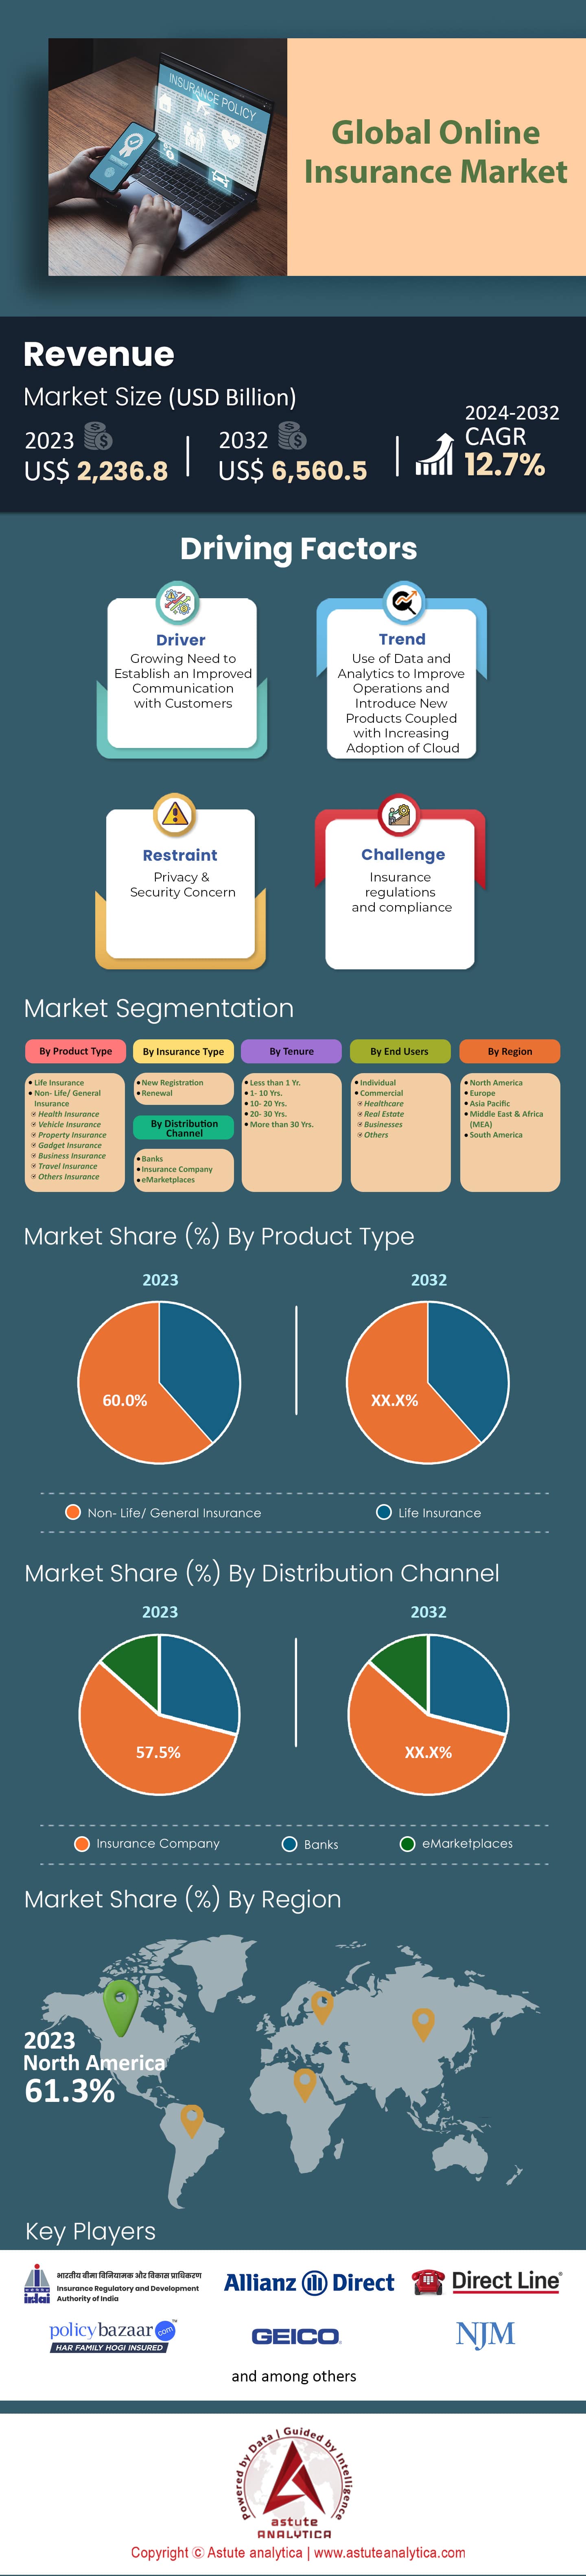 INSURANCE POLICY
Global Online
Insurance Market
Revenue
Market Size (USD Billion)
2023
US$ 2,236.8
2032
US$ 6,560.5
2024-2032
CAGR
12.7%
Driving Factors
Driver
Growing Need to
Establish an Improved
Communication
with Customers
Trend
Use of Data and
Analytics to Improve
Operations and
Introduce New
Products Coupled
with Increasing
Adoption of Cloud
Restraint
Privacy &
Security Concern
Challenge
Insurance
regulations
and compliance
Market Segmentation
By Product Type
Life Insurance
Non- Life/ General
Insurance
Health Insurance
Vehicle Insurance
Property Insurance
Gadget Insurance
Business Insurance
Travel Insurance
Others Insurance
By Insurance Type
New Registration
Renewal
By Distribution
Channel
Banks
Insurance Company
eMarketplaces
By Tenure
Less than 1 Yr.
1- 10 Yrs.
10- 20 Yrs.
20- 30 Yrs.
More than 30 Yrs.
By End Users
Individual
Commercial
Healthcare
Real Estate
Businesses
Others
By Region
North America
Europe
Asia Pacific
Middle East & Africa
(MEA)
South America
Market Share (%) By Product Type
2023
2032
60.0%
XX.X%
Non- Life/ General Insurance
Life Insurance
Market Share (%) By Distribution Channel
2023
2032
57.5%
XX.X%
Insurance Company
Banks
eMarketplaces
Market Share (%) By Region
2023
North America
61.3%
Key Players
भारतीय बीमा विनियामक और विकास प्राधिकरण
Insurance Regulatory and Development
Authority of India
irdai
Allianz Direct
Direct Line®
policybazaar.com™
HAR FAMILY HOGI INSURED
GEICO
NJM
and among others
Powered by Data | Guided by Intelligence
astute
ANALYTICA
Copyright © Astute analytica | www.astuteanalytica.com